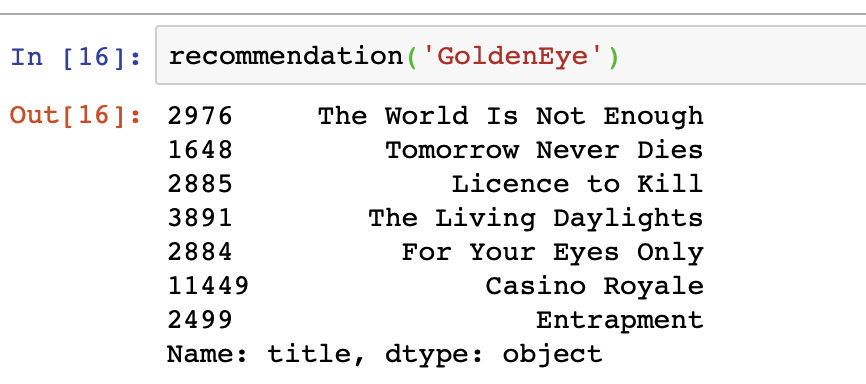 In [16]: recommendation('GoldenEye')
Out[16]: 2976 The World Is Not Enough
1648 Tomorrow Never Dies
2885 Licence to Kill
3891 The Living Daylights
2884 For Your Eyes Only
11449 Casino Royale
2499 Entrapment
Name: title, dtype: object